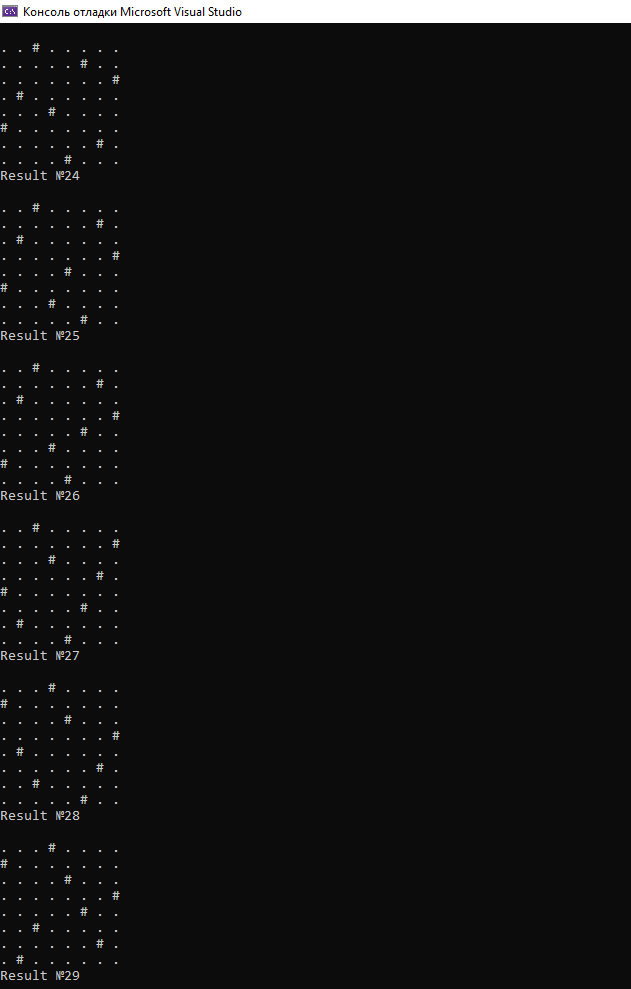 Консоль отладки Microsoft Visual Studio
. . # . . . . .
. . . . . # . .
. . . . . . . #
. # . . . . . .
. . . # . . . .
# . . . . . . .
. . . . . . # .
. . . . # . . .
Result №24
. . # . . . . .
. . . . . . # .
. # . . . . . .
. . . . . . . #
. . . . # . . .
# . . . . . . .
. . . # . . . .
. . . . . # . .
Result №25
. . # . . . . .
. . . . . . # .
. # . . . . . .
. . . . . . . #
. . . . . # . .
. . . # . . . .
# . . . . . . .
. . . . # . . .
Result №26
. . # . . . . .
. . . . . . . #
. . . # . . . .
. . . . . . # .
# . . . . . . .
. . . . . # . .
. # . . . . . .
. . . . # . . .
Result №27
. . . # . . . .
# . . . . . . .
. . . . # . . .
. . . . . . . #
. # . . . . . .
. . . . . . # .
. . # . . . . .
. . . . . # . .
Result №28
. . . # . . . .
# . . . . . . .
. . . . # . . .
. . . . . . . #
. . . . . # . .
. . # . . . . .
. . . . . . # .
. # . . . . . .
Result №29